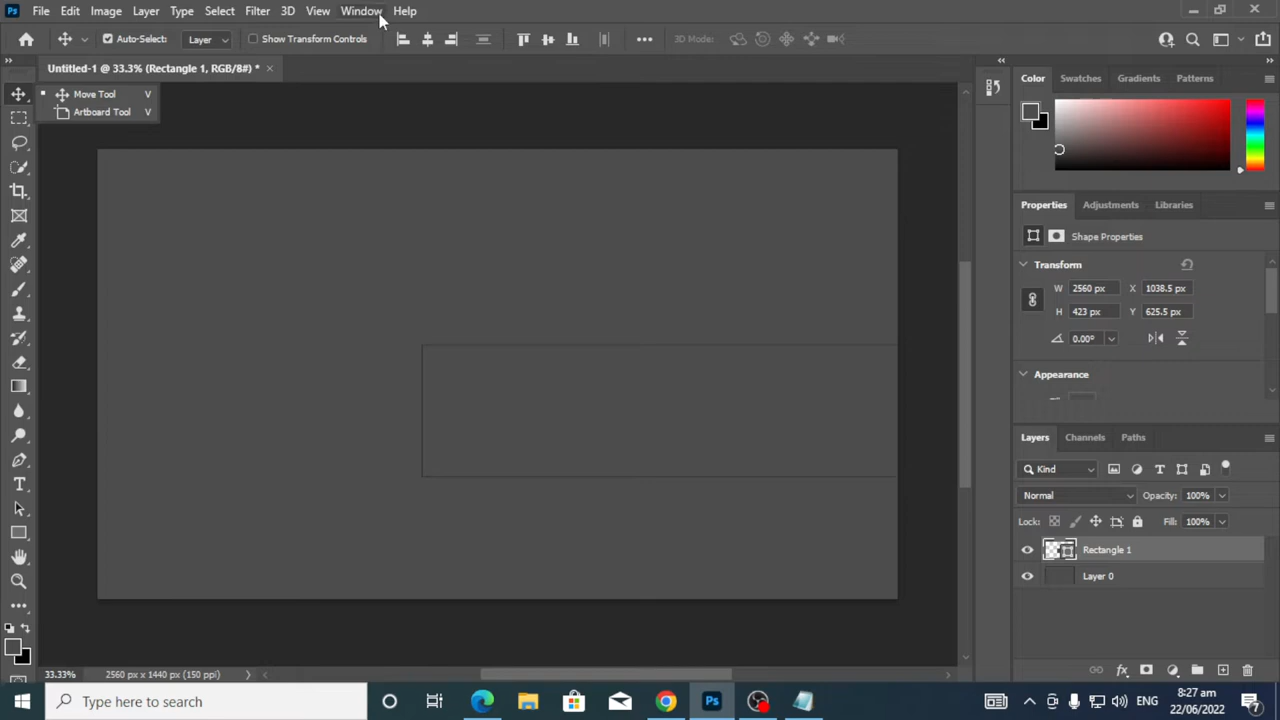 Ps File Edit Image Layer Type Select Filter 3D View Window Help
Auto-Select: Layer Show Transform Controls 3D Mode:
Untitled-1 @ 33.3% (Rectangle 1, RGB/8#) *
Move Tool V
Artboard Tool V
Color Swatches Gradients Patterns
Properties Adjustments Libraries
Shape Properties
Transform
W 2560 px X 1038.5 px
H 423 px Y 625.5 px
0.00°
Appearance
Layers Channels Paths
Kind
Normal Opacity: 100%
Lock: Fill: 100%
Rectangle 1
Layer 0
33.33% 2560 px x 1440 px (150 ppi)
Type here to search
Ps
ENG
8:27 am
22/06/2022
7